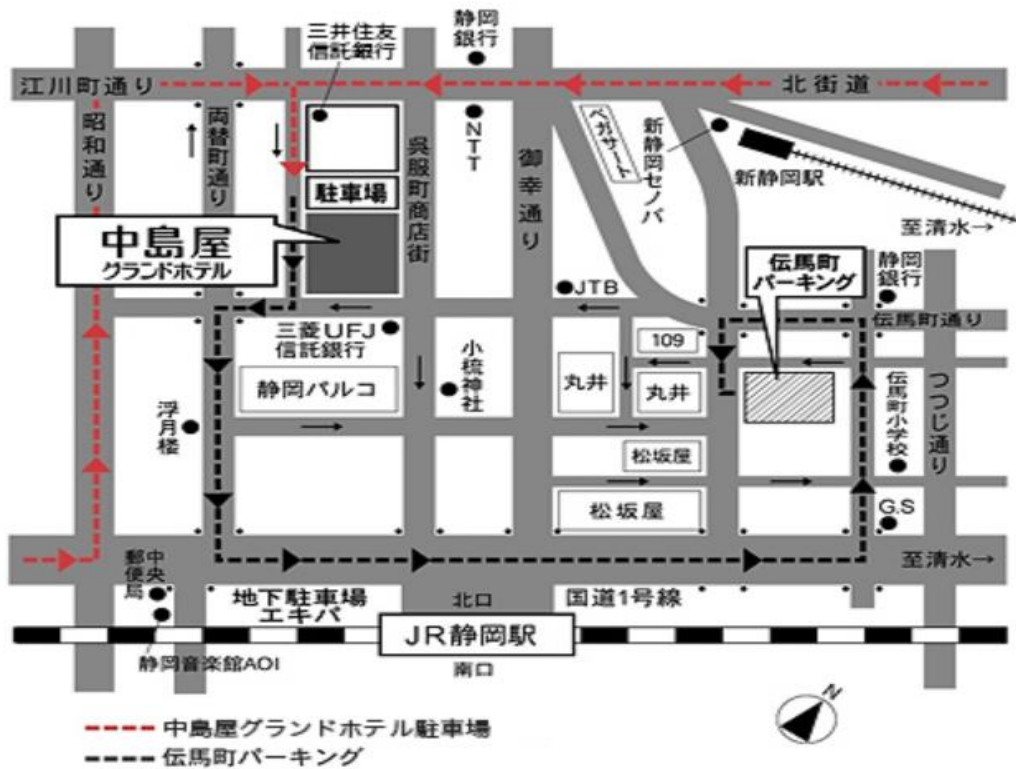 静岡
銀行
三井住友
信託銀行
江川町通り
北街道
昭和通り
両替町通り
呉服町商店街
NTT
御幸通り
ペガサート
新静岡セノバ
新静岡駅
至清水→
駐車場
中島屋
グランドホテル
伝馬町
パーキング
静岡
銀行
JTB
伝馬町通り
三菱UFJ
信託銀行
109
小梳神社
丸井
丸井
静岡パルコ
伝馬町小学校
つつじ通り
浮月楼
松坂屋
松坂屋
G.S
至清水→
中央
郵便局
地下駐車場
エキパ
北口
国道1号線
JR静岡駅
静岡音楽館AOI
南口
N
中島屋グランドホテル駐車場
伝馬町パーキング